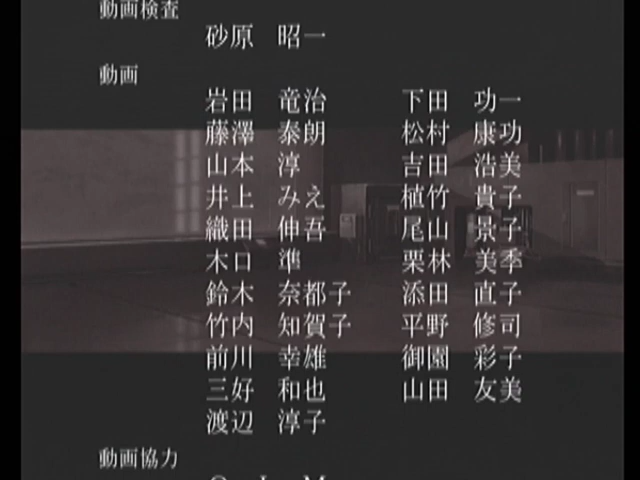 動画検査
砂原 昭一
動画
岩田 竜治 下田 功一
藤澤 泰朗 松村 康功
山本 淳 吉田 浩美
井上 みえ 植竹 貴子
織田 伸吾 尾山 景子
木口 準 栗林 美季
鈴木 奈都子 添田 直子
竹内 知賀子 平野 修司
前川 幸雄 御園 彩子
三好 和也 山田 友美
渡辺 淳子
動画協力